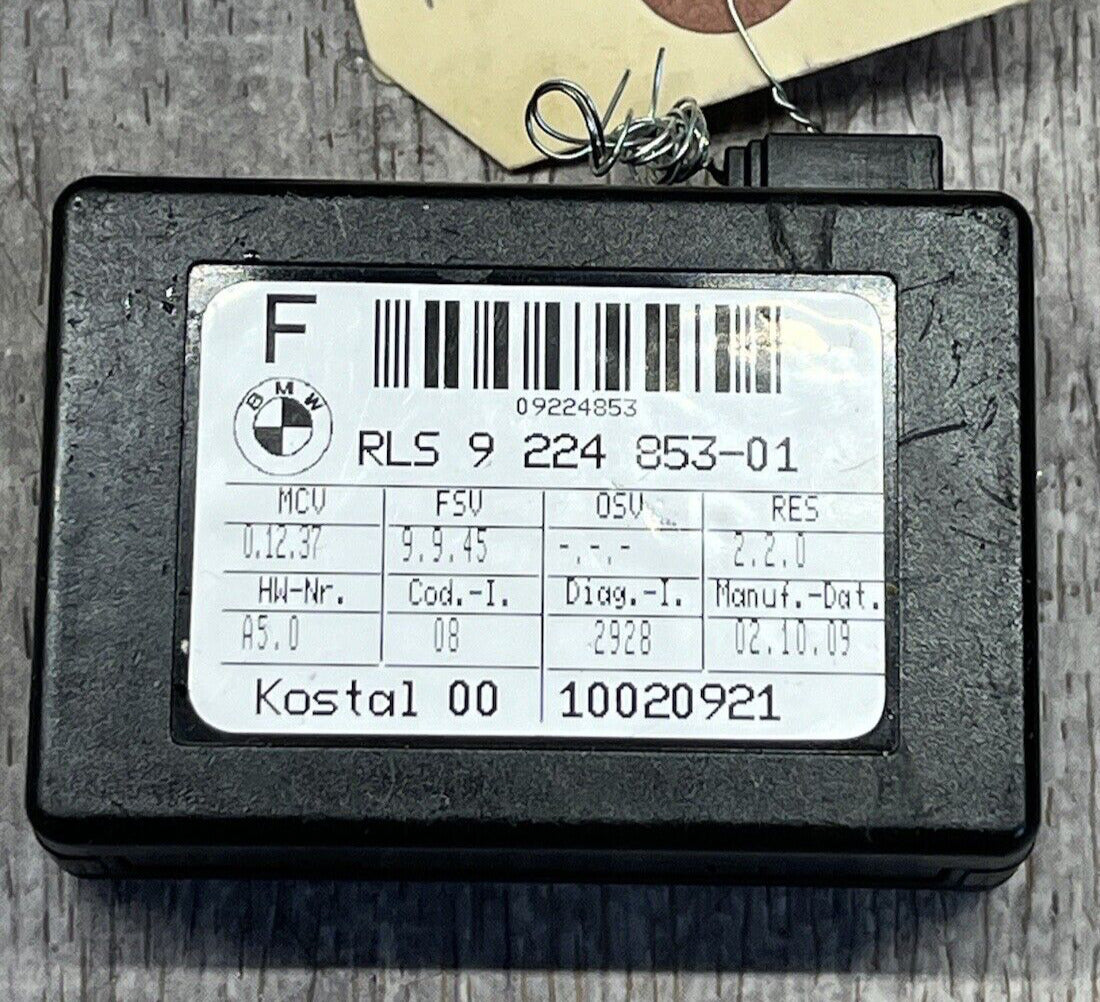 F
09224853
BMW
RLS 9 224 853-01
MCV FSV OSV RES
0.12.37 9.9.45 -.-.- 2.2.0
HW-Nr. Cod.-I. Diag.-I. Manuf.-Dat.
A5.0 08 2928 02.10.09
Kostal 00 10020921